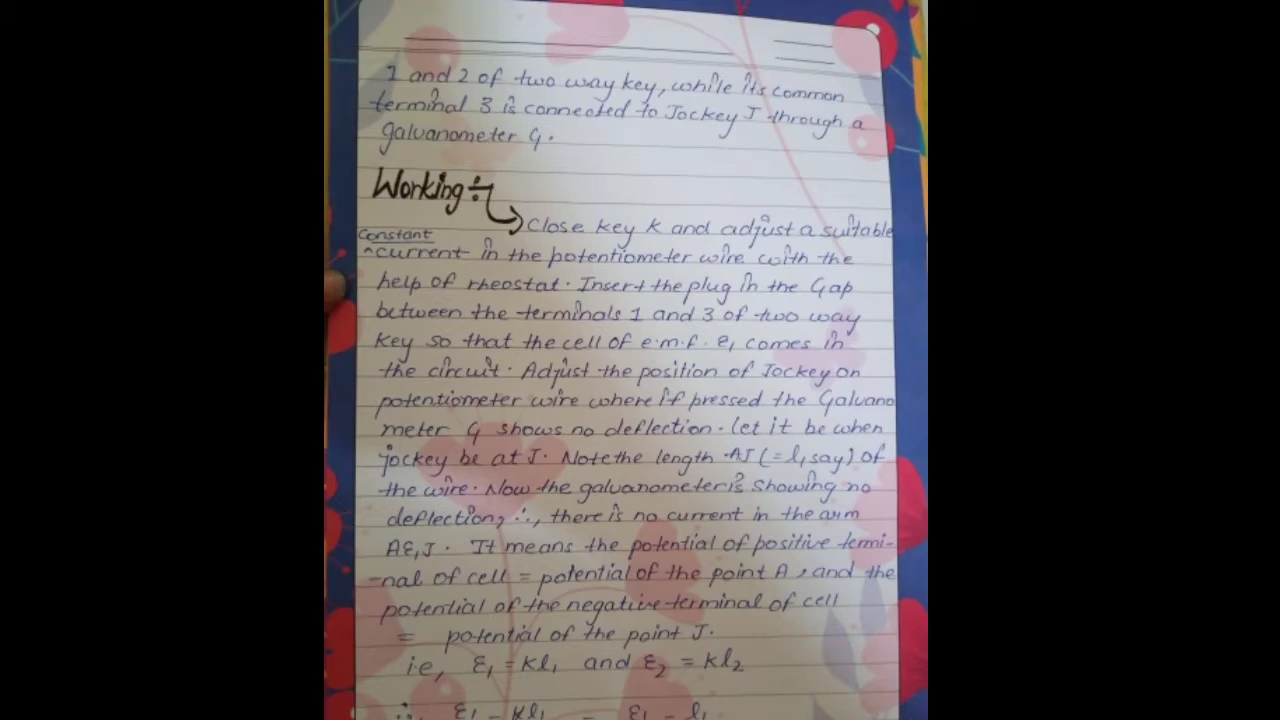 1 and 2 of two way key, while its common
terminal 3 is connected to Jockey J through a
galvanometer G.
Working ÷
Close key K and adjust a suitable
Constant
^current in the potentiometer wire with the
help of rheostat. Insert the plug in the Gap
between the terminals 1 and 3 of two way
key so that the cell of e.m.f. ε₁ comes in
the circuit. Adjust the position of Jockey on
potentiometer wire where if pressed the Galvano
meter G shows no deflection. let it be when
jockey be at J. Note the length AJ (= l₁ say) of
the wire. Now the galvanometer is showing no
deflection, ∴, there is no current in the arm
Aε₁J. It means the potential of positive termi-
-nal of cell = potential of the point A, and the
potential of the negative terminal of cell
= potential of the point J.
i.e, ε₁ = kl₁ and ε₂ = kl₂
∴ ε₁ = kl₁ = ε₁ = l₁